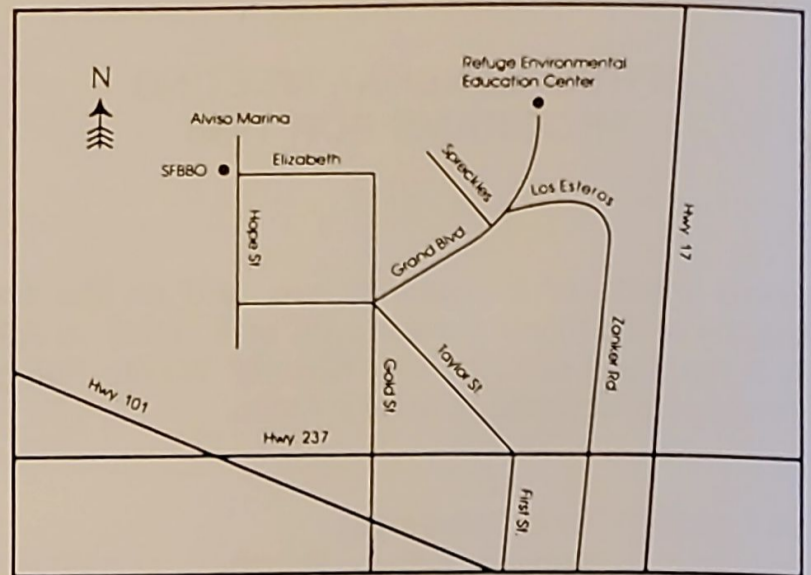 Refuge Environmental
Education Center
N
Alviso Marina
SFBBO
Elizabeth
Spreckles
Los Esteros
Hope St
Grand Blvd
Hwy 17
Zonker Rd
Taylor St
Gold St
Hwy 101
Hwy 237
First St.